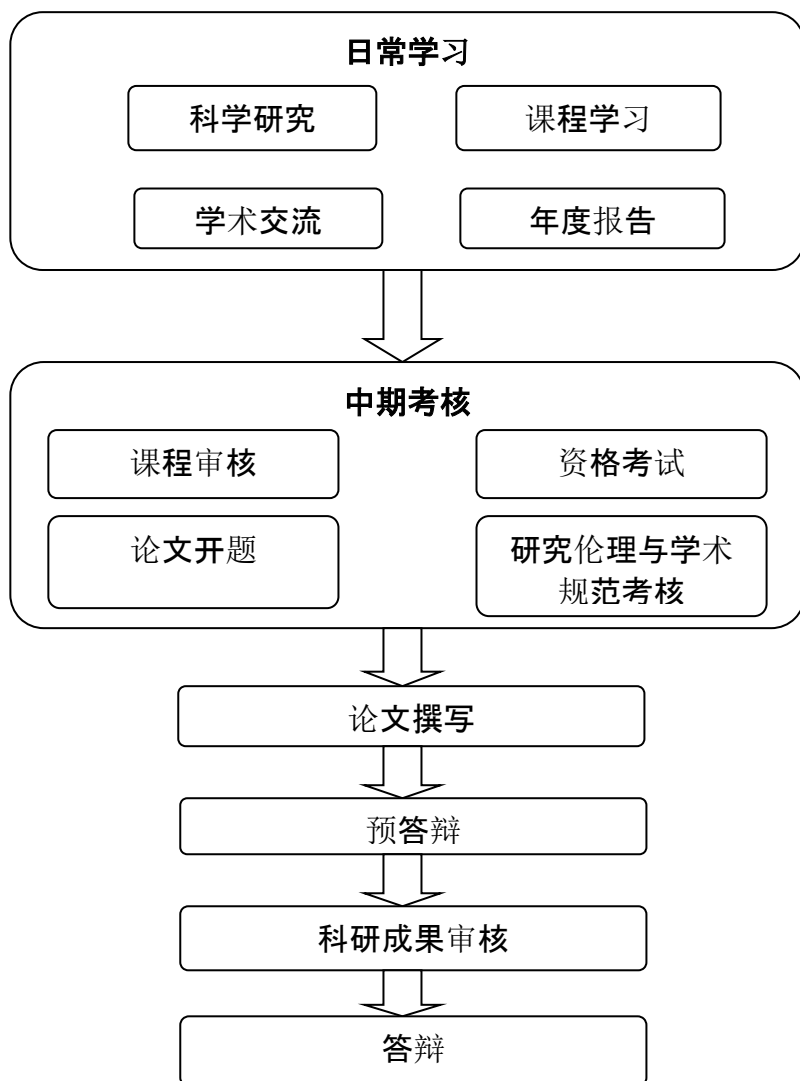 日常学习
科学研究
课程学习
学术交流
年度报告
中期考核
课程审核
资格考试
论文开题
研究伦理与学术
规范考核
论文撰写
预答辩
科研成果审核
答辩